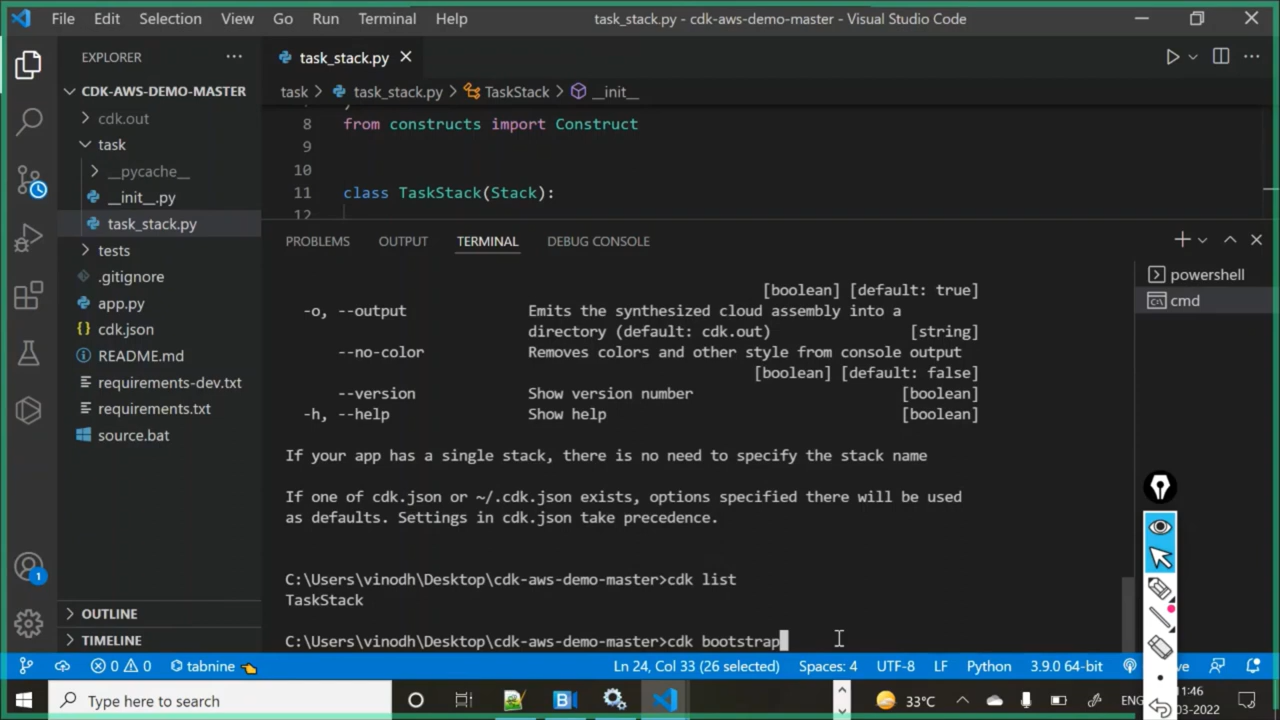 File Edit Selection View Go Run Terminal Help task_stack.py - cdk-aws-demo-master - Visual Studio Code
EXPLORER
task_stack.py
CDK-AWS-DEMO-MASTER
cdk.out
task
__pycache__
__init__.py
task_stack.py
tests
.gitignore
app.py
cdk.json
README.md
requirements-dev.txt
requirements.txt
source.bat
OUTLINE
TIMELINE
1
task > task_stack.py > TaskStack > __init__
8 from constructs import Construct
9
10
11 class TaskStack(Stack):
12
PROBLEMS OUTPUT TERMINAL DEBUG CONSOLE
powershell
cmd
[boolean] [default: true]
-o, --output Emits the synthesized cloud assembly into a
directory (default: cdk.out) [string]
--no-color Removes colors and other style from console output
[boolean] [default: false]
--version Show version number [boolean]
-h, --help Show help [boolean]
If your app has a single stack, there is no need to specify the stack name
If one of cdk.json or ~/.cdk.json exists, options specified there will be used
as defaults. Settings in cdk.json take precedence.
C:\Users\vinodh\Desktop\cdk-aws-demo-master>cdk list
TaskStack
C:\Users\vinodh\Desktop\cdk-aws-demo-master>cdk bootstrap
0 0 tabnine Ln 24, Col 33 (26 selected) Spaces: 4 UTF-8 LF Python 3.9.0 64-bit
Type here to search
33°C
ENG
11:46